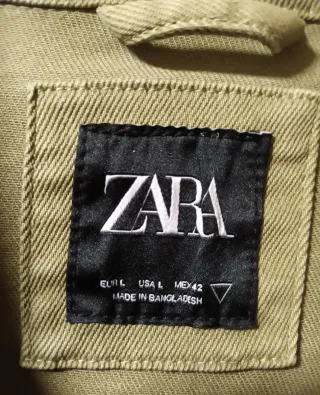 ZARA
EUR L USA L MEX 42
MADE IN BANGLADESH